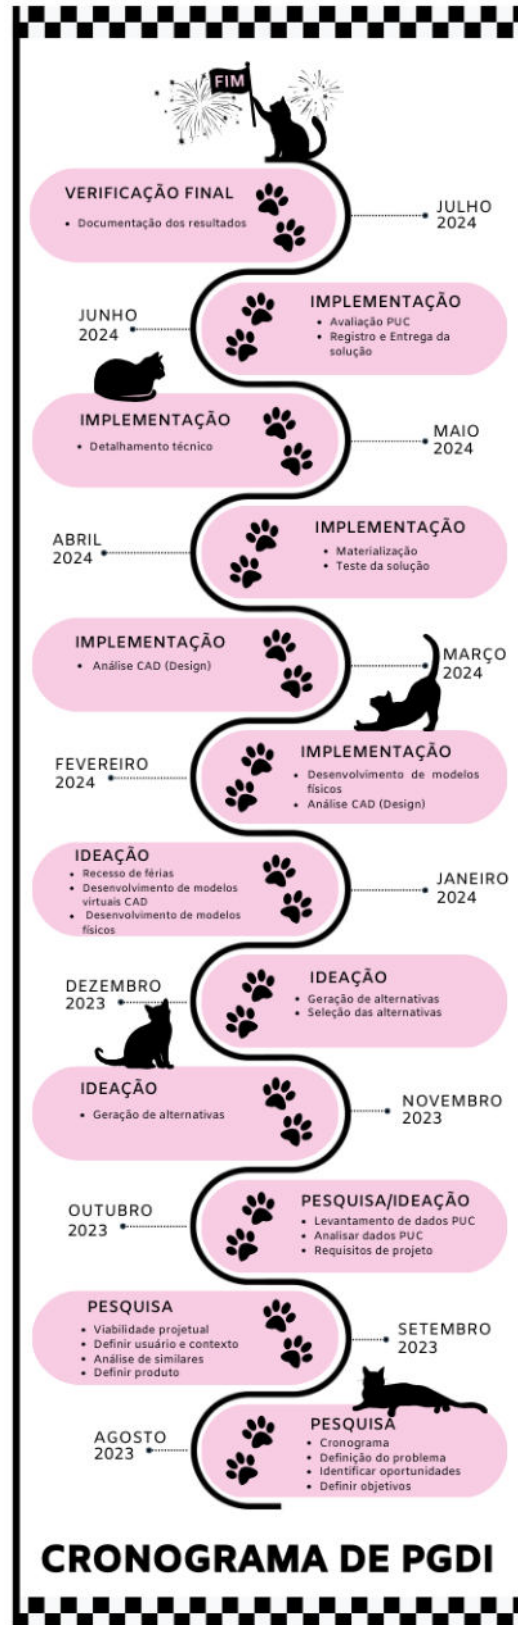 FIM
VERIFICAÇÃO FINAL
• Documentação dos resultados
JULHO
2024
IMPLEMENTAÇÃO
• Avaliação PUC
• Registro e Entrega da
solução
JUNHO
2024
IMPLEMENTAÇÃO
• Detalhamento técnico
MAIO
2024
IMPLEMENTAÇÃO
• Materialização
• Teste da solução
ABRIL
2024
IMPLEMENTAÇÃO
• Análise CAD (Design)
MARÇO
2024
IMPLEMENTAÇÃO
• Desenvolvimento de modelos
físicos
• Análise CAD (Design)
FEVEREIRO
2024
IDEAÇÃO
• Recesso de férias
• Desenvolvimento de modelos
virtuais CAD
• Desenvolvimento de modelos
físicos
JANEIRO
2024
IDEAÇÃO
• Geração de alternativas
• Seleção das alternativas
DEZEMBRO
2023
IDEAÇÃO
• Geração de alternativas
NOVEMBRO
2023
PESQUISA/IDEAÇÃO
• Levantamento de dados PUC
• Analisar dados PUC
• Requisitos de projeto
OUTUBRO
2023
PESQUISA
• Viabilidade projetual
• Definir usuário e contexto
• Análise de similares
• Definir produto
SETEMBRO
2023
PESQUISA
• Cronograma
• Definição do problema
• Identificar oportunidades
• Definir objetivos
AGOSTO
2023
CRONOGRAMA DE PGDI